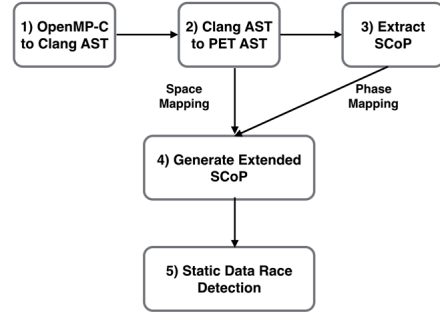 1) OpenMP-C
to Clang AST
2) Clang AST
to PET AST
3) Extract
SCoP
Space
Mapping
Phase
Mapping
4) Generate Extended
SCoP
5) Static Data Race
Detection